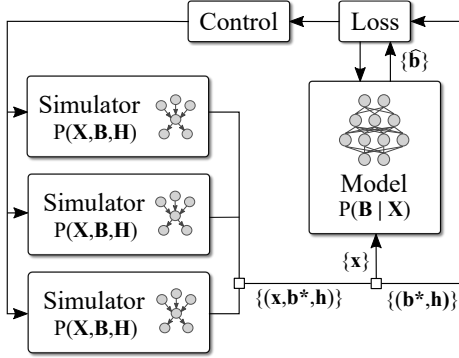 Control
Loss
{b̂}
Simulator
P(X,B,H)
Simulator
P(X,B,H)
Model
P(B | X)
{x}
Simulator
P(X,B,H)
{(x,b*,h)}
{(b*,h)}